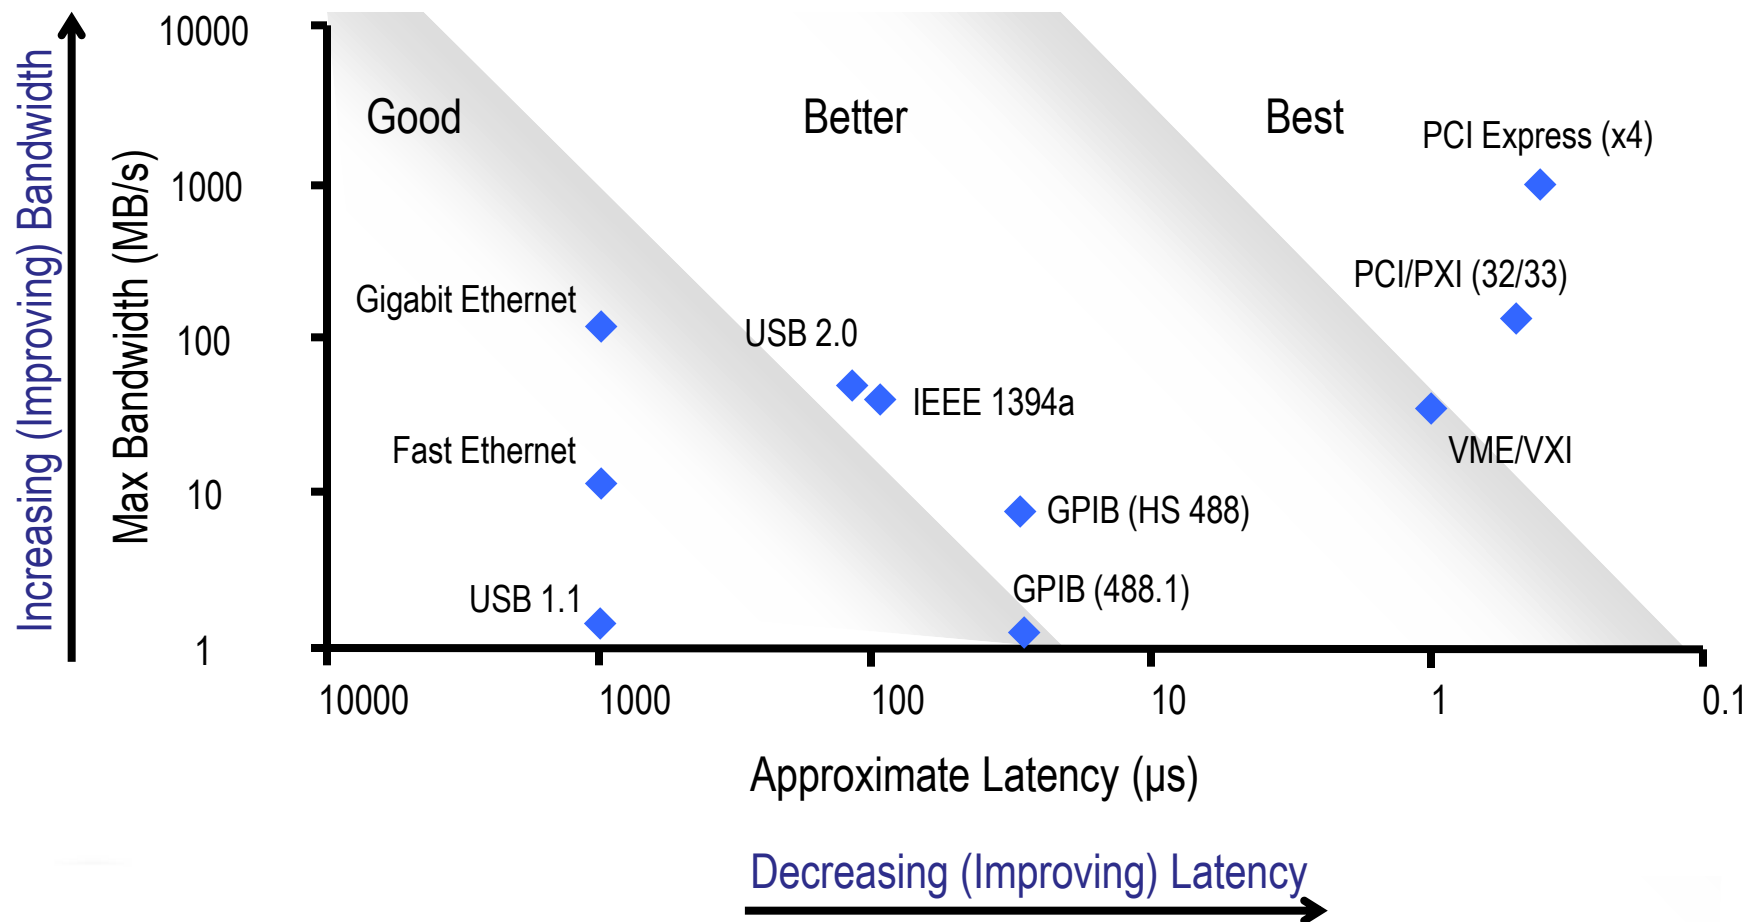 Increasing (Improving) Bandwidth
Max Bandwidth (MB/s)
10000
1000
100
10
1
Good
Better
Best
PCI Express (x4)
PCI/PXI (32/33)
Gigabit Ethernet
USB 2.0
IEEE 1394a
VME/VXI
Fast Ethernet
GPIB (HS 488)
GPIB (488.1)
USB 1.1
10000
1000
100
10
1
0.1
Approximate Latency (µs)
Decreasing (Improving) Latency